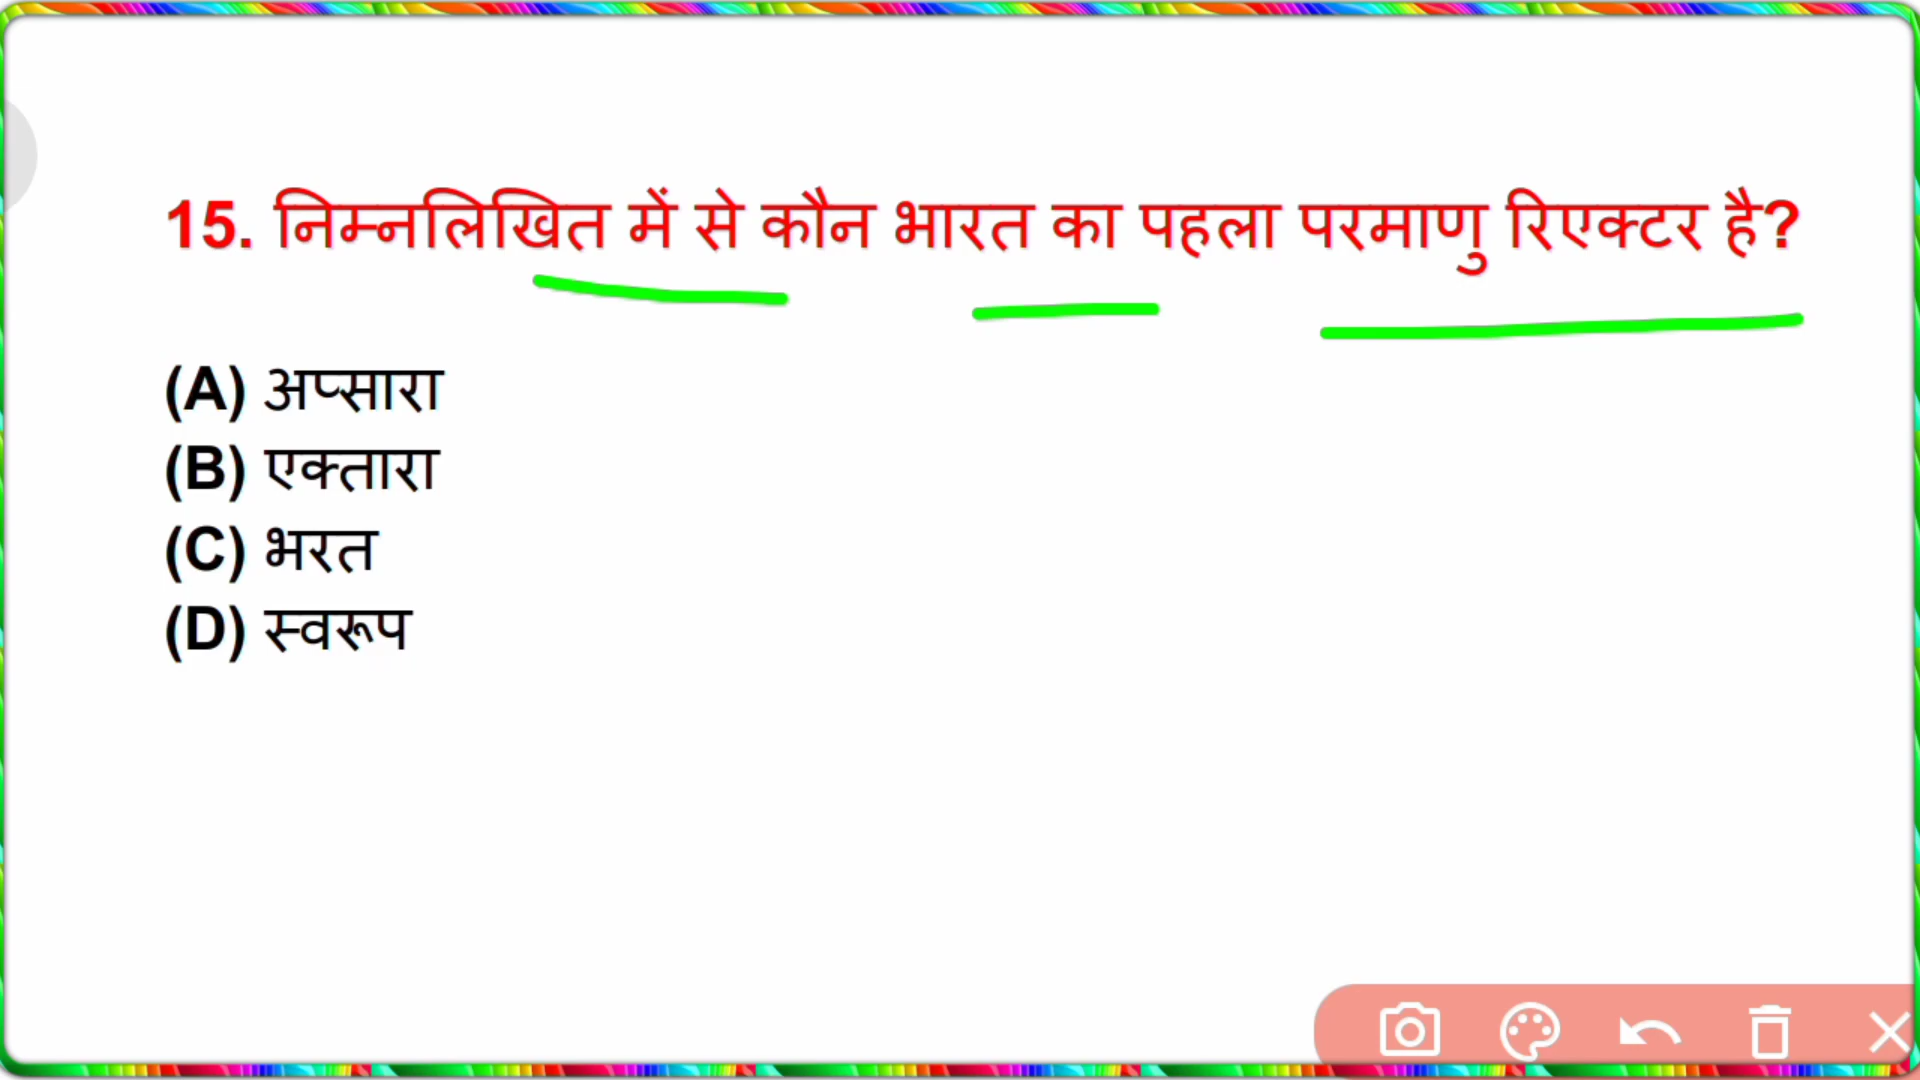 15. निम्नलिखित में से कौन भारत का पहला परमाणु रिएक्टर है?
(A) अप्सारा
(B) एक्तारा
(C) भरत
(D) स्वरूप